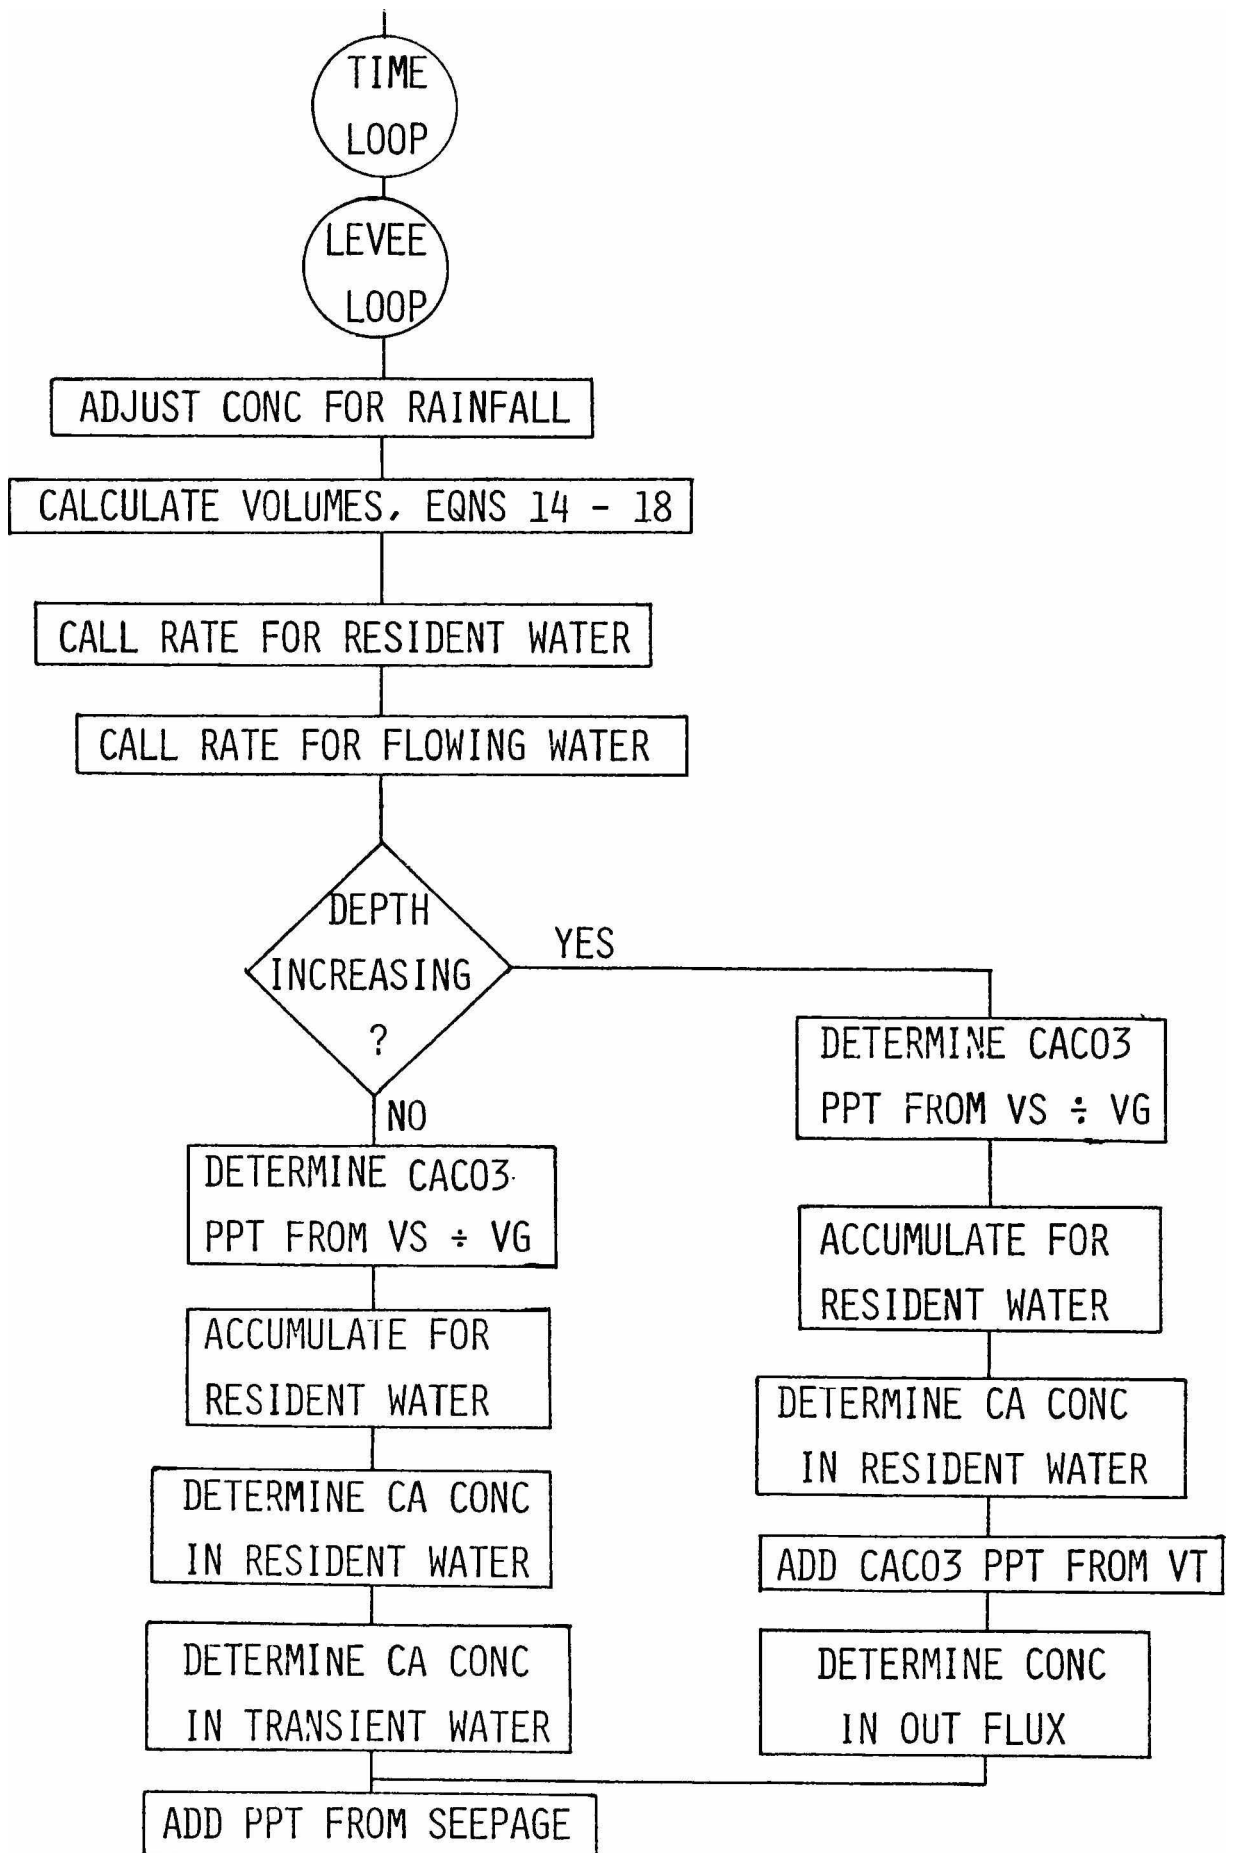 TIME
LOOP
LEVEE
LOOP
ADJUST CONC FOR RAINFALL
CALCULATE VOLUMES, EQNS 14 - 18
CALL RATE FOR RESIDENT WATER
CALL RATE FOR FLOWING WATER
DEPTH
INCREASING
?
YES
NO
DETERMINE CACO3
PPT FROM VS ÷ VG
ACCUMULATE FOR
RESIDENT WATER
DETERMINE CA CONC
IN RESIDENT WATER
DETERMINE CA CONC
IN TRANSIENT WATER
DETERMINE CACO3
PPT FROM VS ÷ VG
ACCUMULATE FOR
RESIDENT WATER
DETERMINE CA CONC
IN RESIDENT WATER
ADD CACO3 PPT FROM VT
DETERMINE CONC
IN OUT FLUX
ADD PPT FROM SEEPAGE